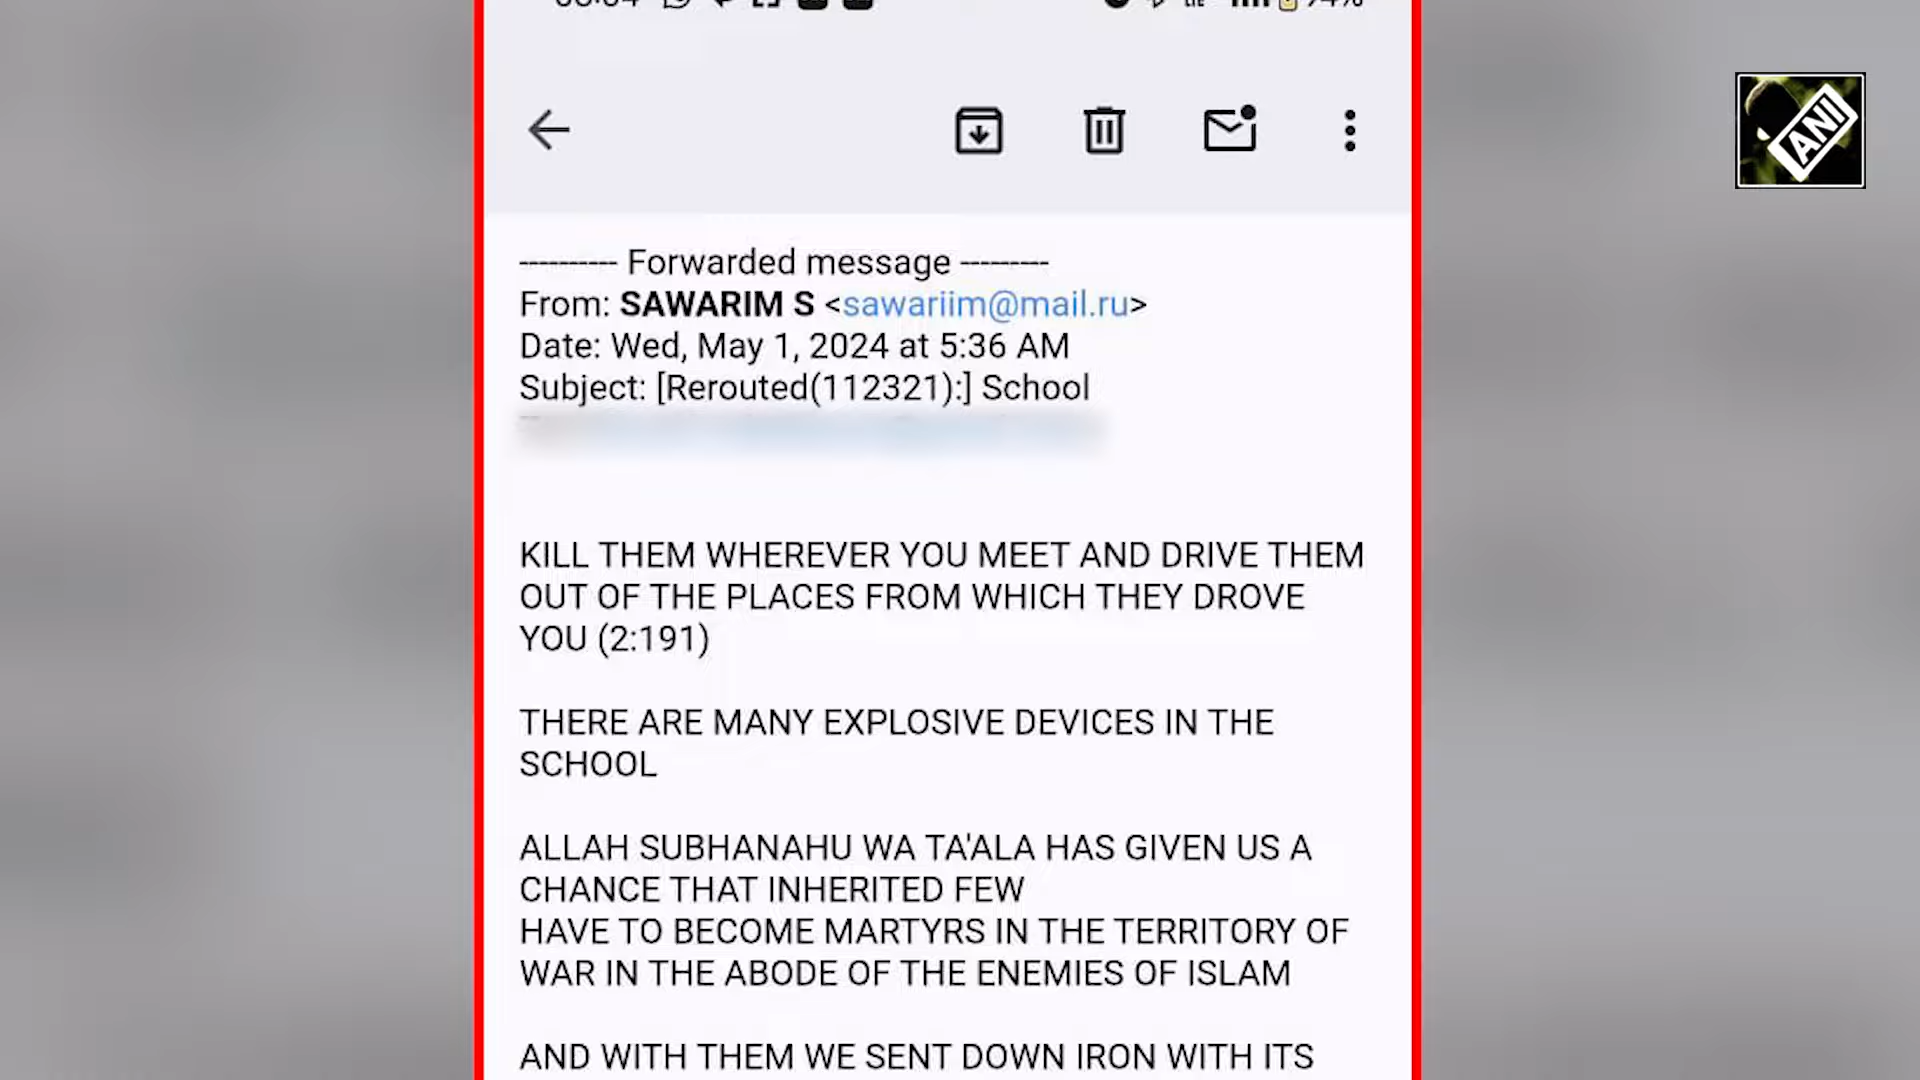 94%
ANI
---------- Forwarded message ---------
From: SAWARIM S <sawariim@mail.ru>
Date: Wed, May 1, 2024 at 5:36 AM
Subject: [Rerouted(112321):] School
KILL THEM WHEREVER YOU MEET AND DRIVE THEM
OUT OF THE PLACES FROM WHICH THEY DROVE
YOU (2:191)
THERE ARE MANY EXPLOSIVE DEVICES IN THE
SCHOOL
ALLAH SUBHANAHU WA TA'ALA HAS GIVEN US A
CHANCE THAT INHERITED FEW
HAVE TO BECOME MARTYRS IN THE TERRITORY OF
WAR IN THE ABODE OF THE ENEMIES OF ISLAM
AND WITH THEM WE SENT DOWN IRON WITH ITS